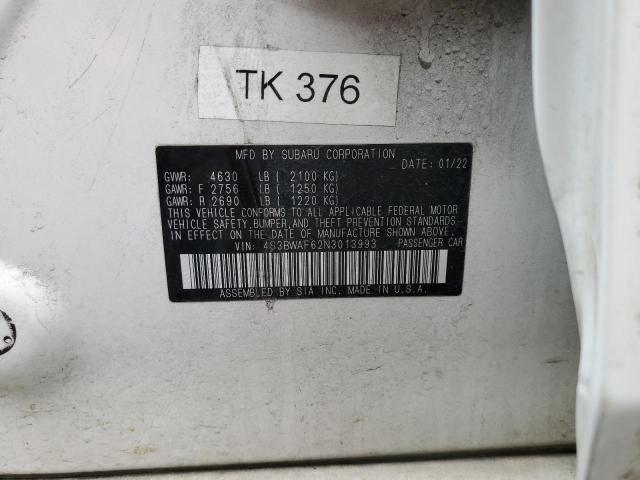 TK 376
MFD BY SUBARU CORPORATION
DATE: 01/22
GVWR: 4630 LB ( 2100 KG)
GAWR: F 2756 LB ( 1250 KG)
GAWR: R 2690 LB ( 1220 KG)
THIS VEHICLE CONFORMS TO ALL APPLICABLE FEDERAL MOTOR
VEHICLE SAFETY, BUMPER, AND THEFT PREVENTION STANDARDS
IN EFFECT ON THE DATE OF MANUFACTURE SHOWN ABOVE.
VIN: 4S3BWAF62N3013993 PASSENGER CAR
ASSEMBLED BY SIA INC. MADE IN U.S.A.